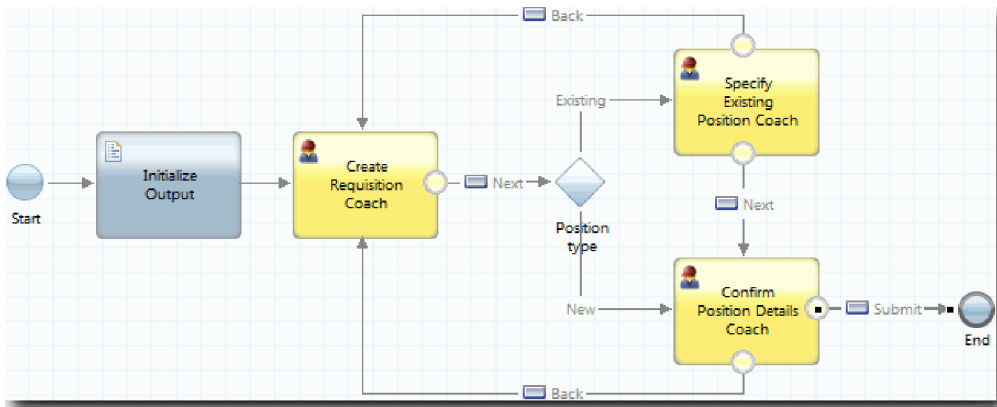 Back
Specify
Existing
Position Coach
Existing
Initialize
Output
Create
Requisition
Coach
Next
Start
Position
type
Next
Confirm
Position Details
Coach
New
Submit
End
Back